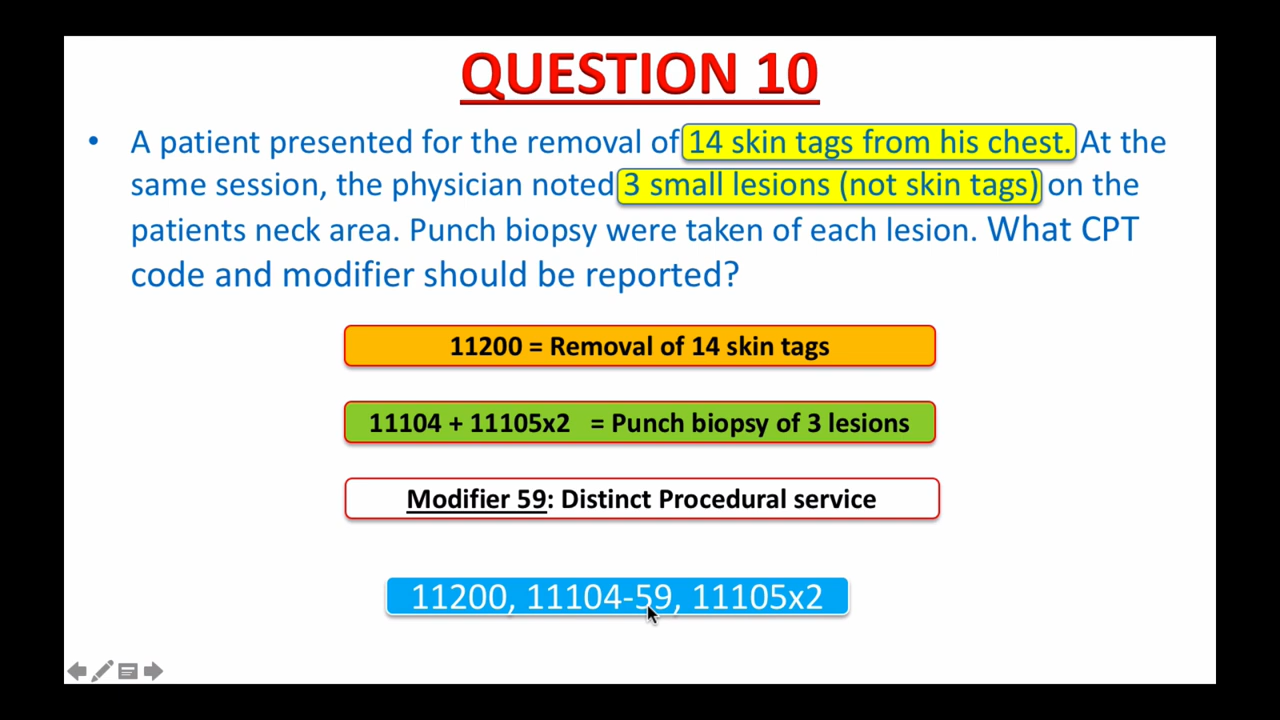 QUESTION 10
• A patient presented for the removal of 14 skin tags from his chest. At the
same session, the physician noted 3 small lesions (not skin tags) on the
patients neck area. Punch biopsy were taken of each lesion. What CPT
code and modifier should be reported?
11200 = Removal of 14 skin tags
11104 + 11105x2 = Punch biopsy of 3 lesions
Modifier 59: Distinct Procedural service
11200, 11104-59, 11105x2